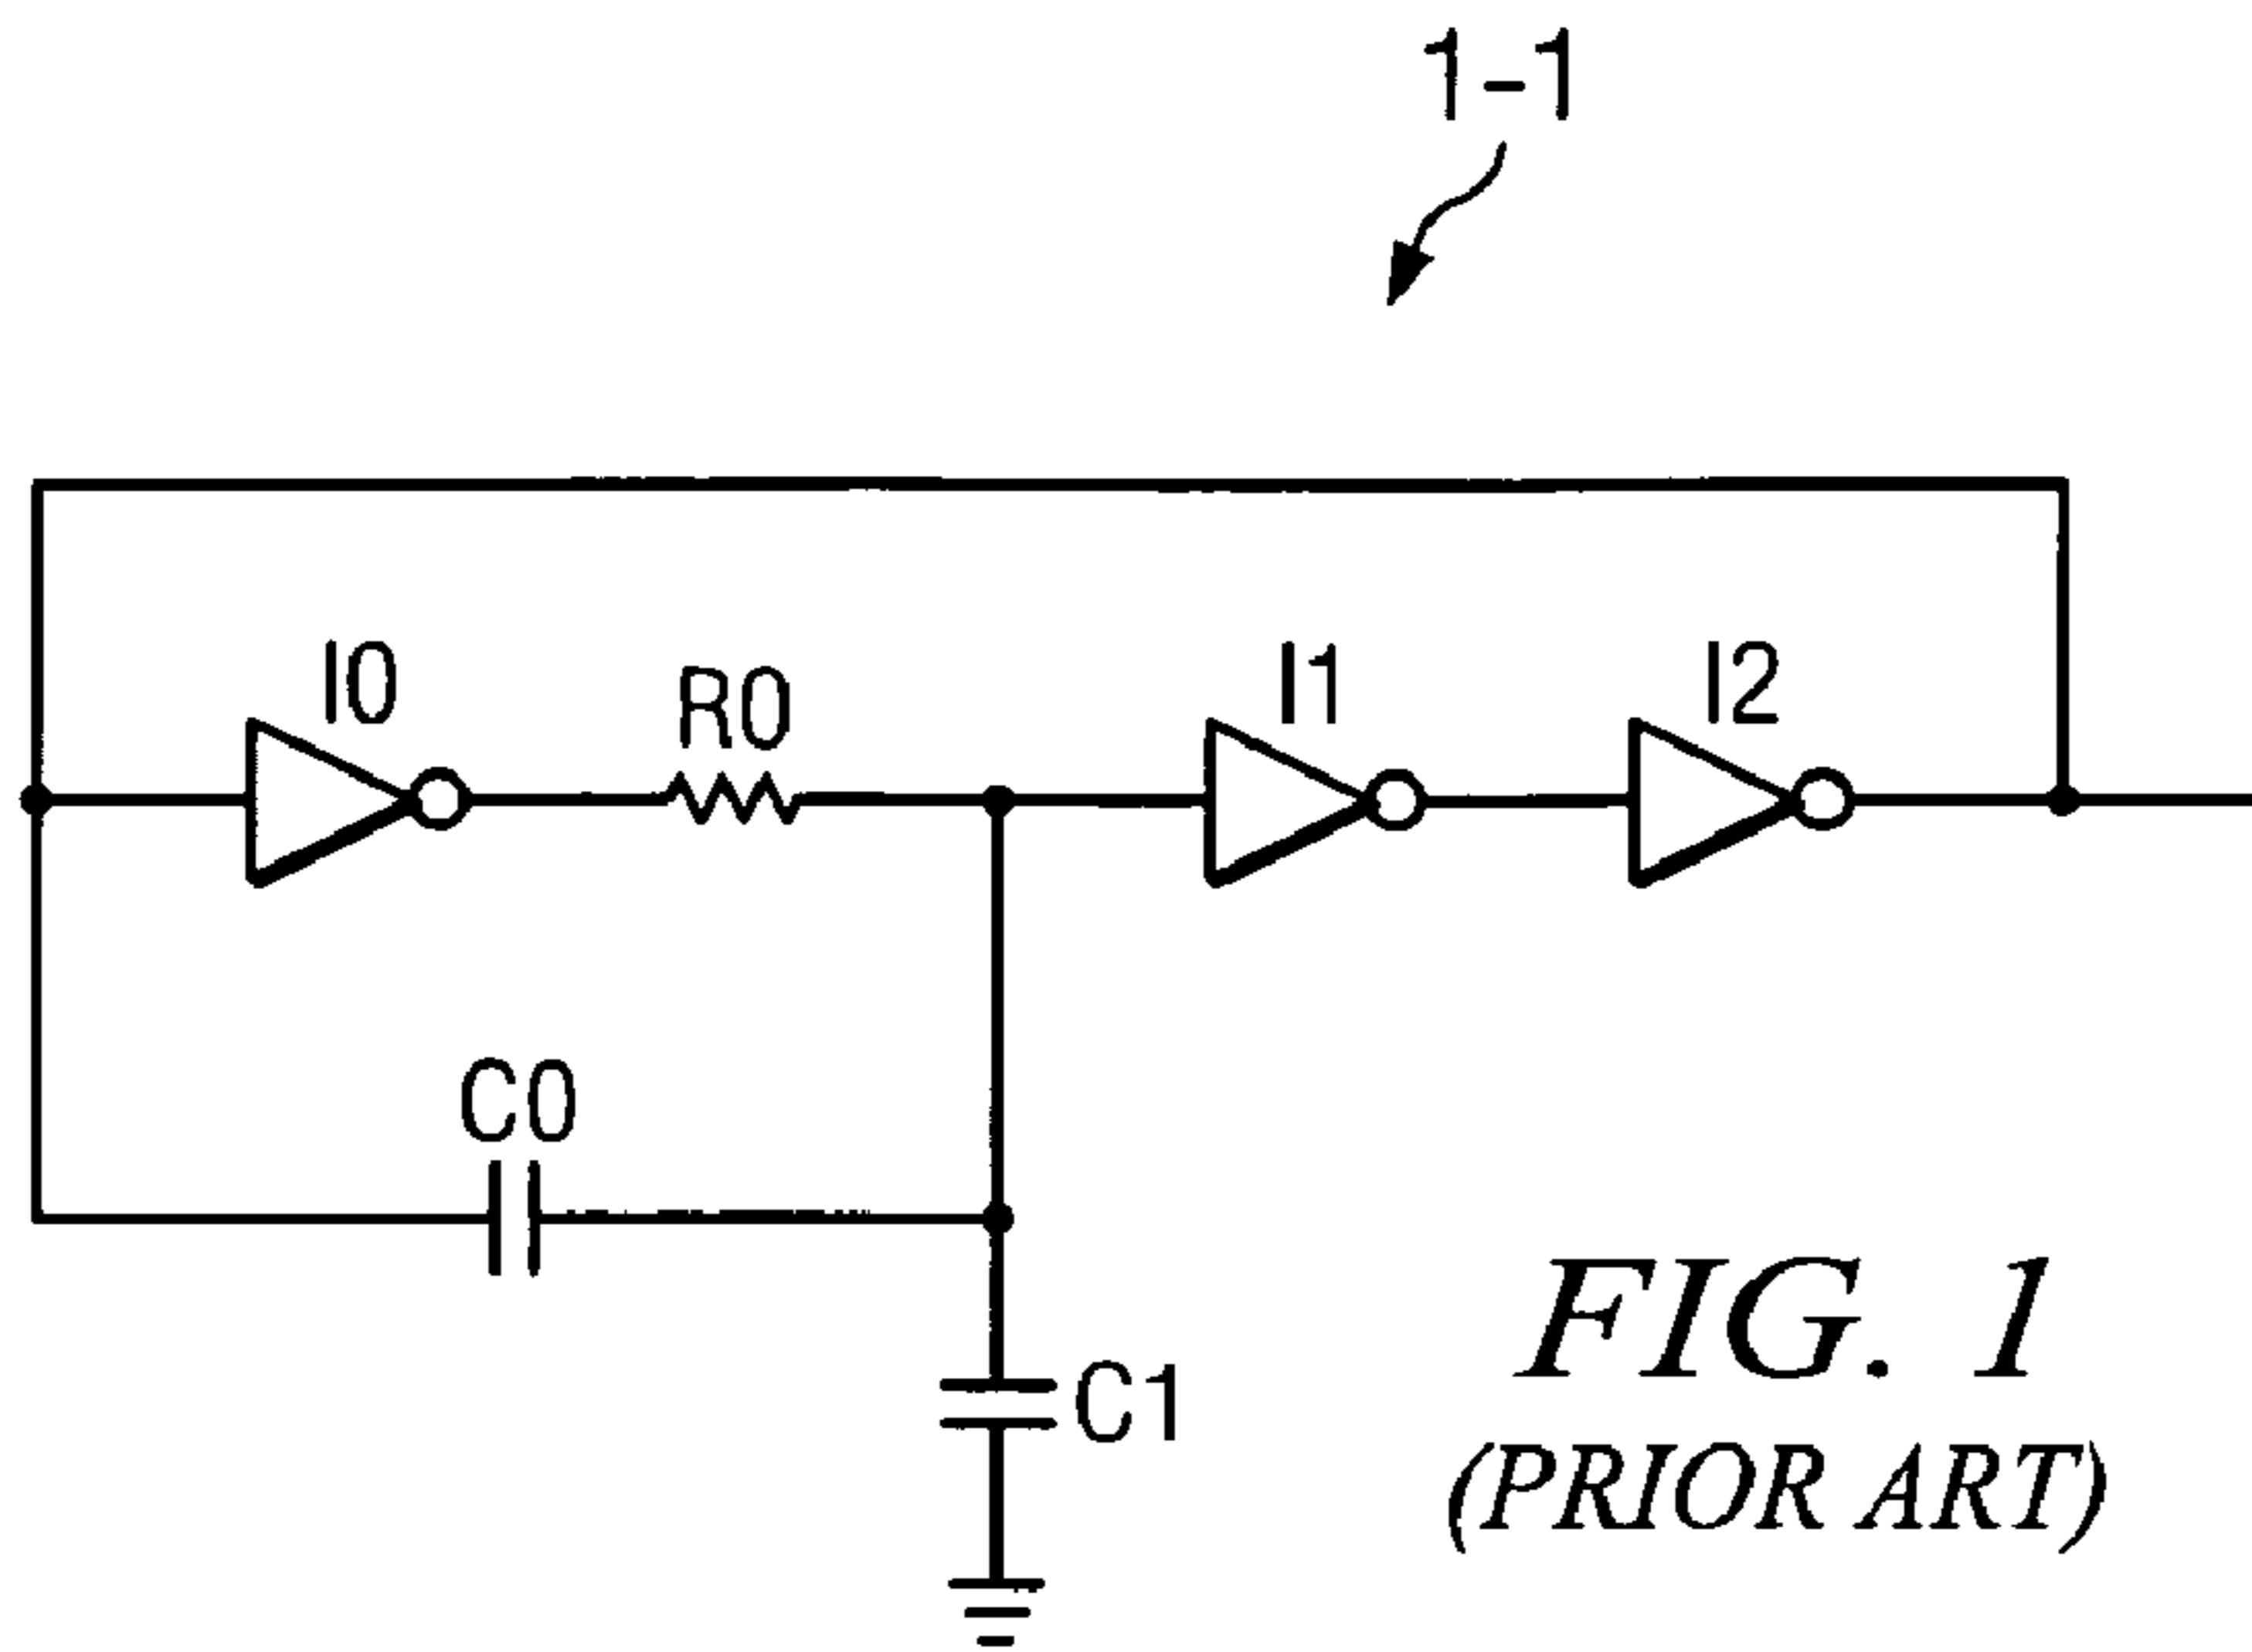 1-1
I0
R0
I1
I2
C0
C1
FIG. 1
(PRIOR ART)